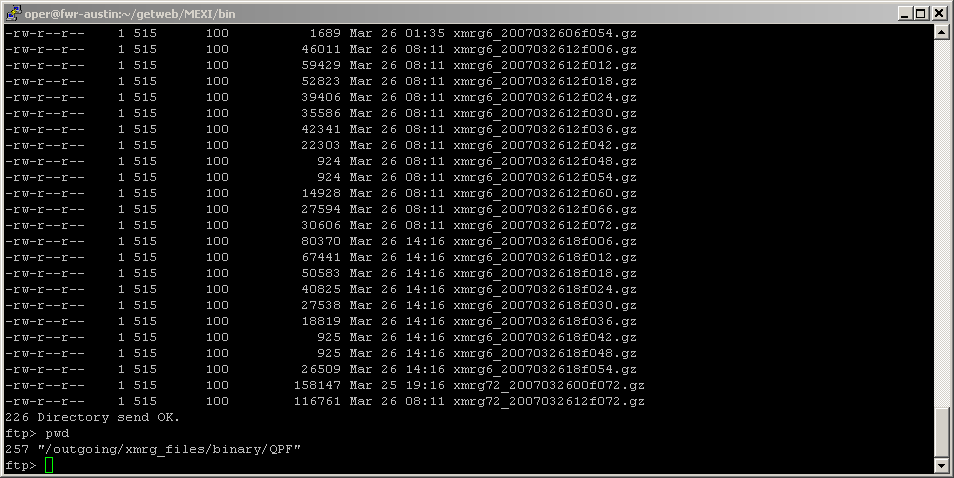 oper@fwr-austin:~/getweb/MEXI/bin
-rw-r--r--    1 515      100          1689 Mar 26 01:35 xmrg6_2007032606f054.gz
-rw-r--r--    1 515      100         46011 Mar 26 08:11 xmrg6_2007032612f006.gz
-rw-r--r--    1 515      100         59429 Mar 26 08:11 xmrg6_2007032612f012.gz
-rw-r--r--    1 515      100         52823 Mar 26 08:11 xmrg6_2007032612f018.gz
-rw-r--r--    1 515      100         39406 Mar 26 08:11 xmrg6_2007032612f024.gz
-rw-r--r--    1 515      100         35586 Mar 26 08:11 xmrg6_2007032612f030.gz
-rw-r--r--    1 515      100         42341 Mar 26 08:11 xmrg6_2007032612f036.gz
-rw-r--r--    1 515      100         22303 Mar 26 08:11 xmrg6_2007032612f042.gz
-rw-r--r--    1 515      100           924 Mar 26 08:11 xmrg6_2007032612f048.gz
-rw-r--r--    1 515      100           924 Mar 26 08:11 xmrg6_2007032612f054.gz
-rw-r--r--    1 515      100         14928 Mar 26 08:11 xmrg6_2007032612f060.gz
-rw-r--r--    1 515      100         27594 Mar 26 08:11 xmrg6_2007032612f066.gz
-rw-r--r--    1 515      100         30606 Mar 26 08:11 xmrg6_2007032612f072.gz
-rw-r--r--    1 515      100         80370 Mar 26 14:16 xmrg6_2007032618f006.gz
-rw-r--r--    1 515      100         67441 Mar 26 14:16 xmrg6_2007032618f012.gz
-rw-r--r--    1 515      100         50583 Mar 26 14:16 xmrg6_2007032618f018.gz
-rw-r--r--    1 515      100         40825 Mar 26 14:16 xmrg6_2007032618f024.gz
-rw-r--r--    1 515      100         27538 Mar 26 14:16 xmrg6_2007032618f030.gz
-rw-r--r--    1 515      100         18819 Mar 26 14:16 xmrg6_2007032618f036.gz
-rw-r--r--    1 515      100           925 Mar 26 14:16 xmrg6_2007032618f042.gz
-rw-r--r--    1 515      100           925 Mar 26 14:16 xmrg6_2007032618f048.gz
-rw-r--r--    1 515      100         26509 Mar 26 14:16 xmrg6_2007032618f054.gz
-rw-r--r--    1 515      100        158147 Mar 25 19:16 xmrg72_2007032600f072.gz
-rw-r--r--    1 515      100        116761 Mar 26 08:11 xmrg72_2007032612f072.gz
226 Directory send OK.
ftp> pwd
257 "/outgoing/xmrg_files/binary/QPF"
ftp>